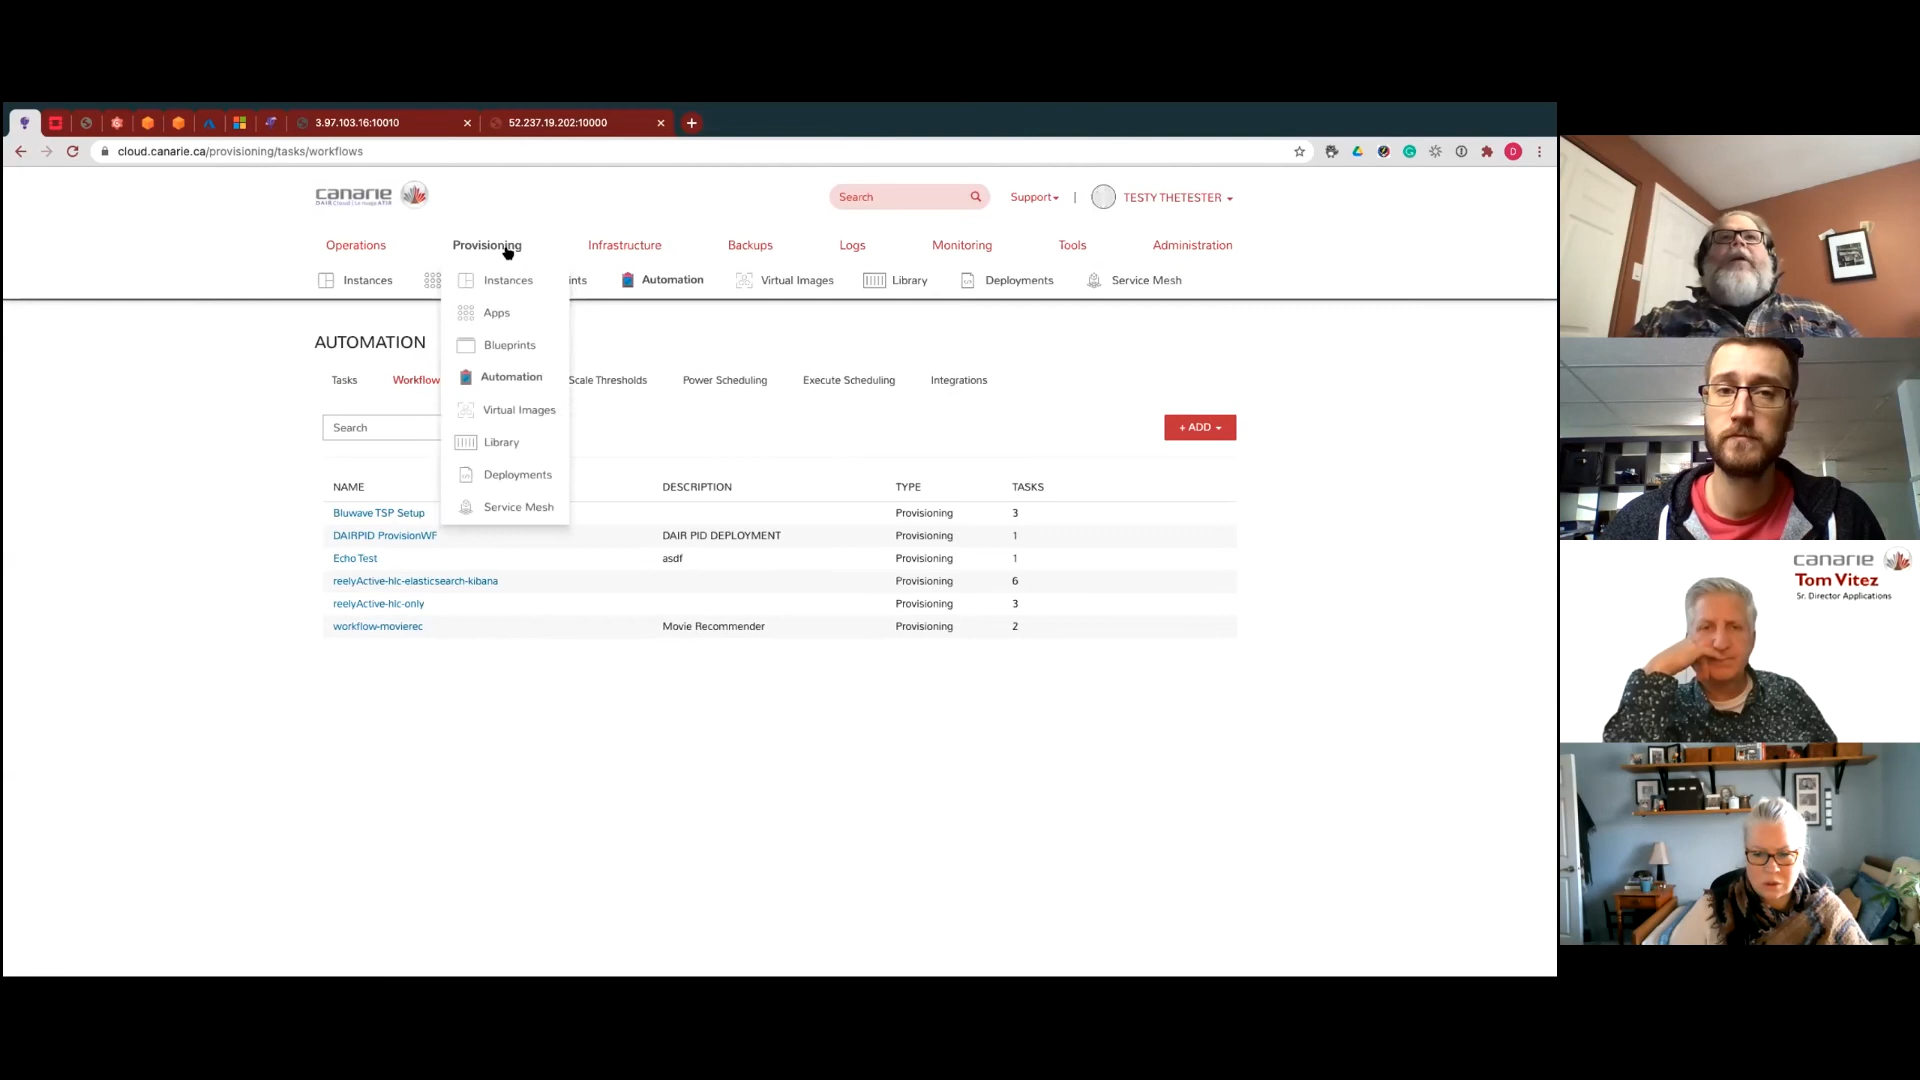 3.97.103.16:10010
52.237.19.202:10000
cloud.canarie.ca/provisioning/tasks/workflows
canarie
DAIR Cloud | Le nuage ATIR
Search
Support
|
TESTY THETESTER
Operations
Provisioning
Infrastructure
Backups
Logs
Monitoring
Tools
Administration
Instances
ints
Automation
Virtual Images
Library
Deployments
Service Mesh
Instances
Apps
Blueprints
Automation
Virtual Images
Library
Deployments
Service Mesh
AUTOMATION
Tasks
Workflow
Scale Thresholds
Power Scheduling
Execute Scheduling
Integrations
Search
+ ADD
NAME DESCRIPTION TYPE TASKS
Bluwave TSP Setup Provisioning 3
DAIRPID ProvisionWF DAIR PID DEPLOYMENT Provisioning 1
Echo Test asdf Provisioning 1
reelyActive-hlc-elasticsearch-kibana Provisioning 6
reelyActive-hlc-only Provisioning 3
workflow-movierec Movie Recommender Provisioning 2
canarie
Tom Vitez
Sr. Director Applications